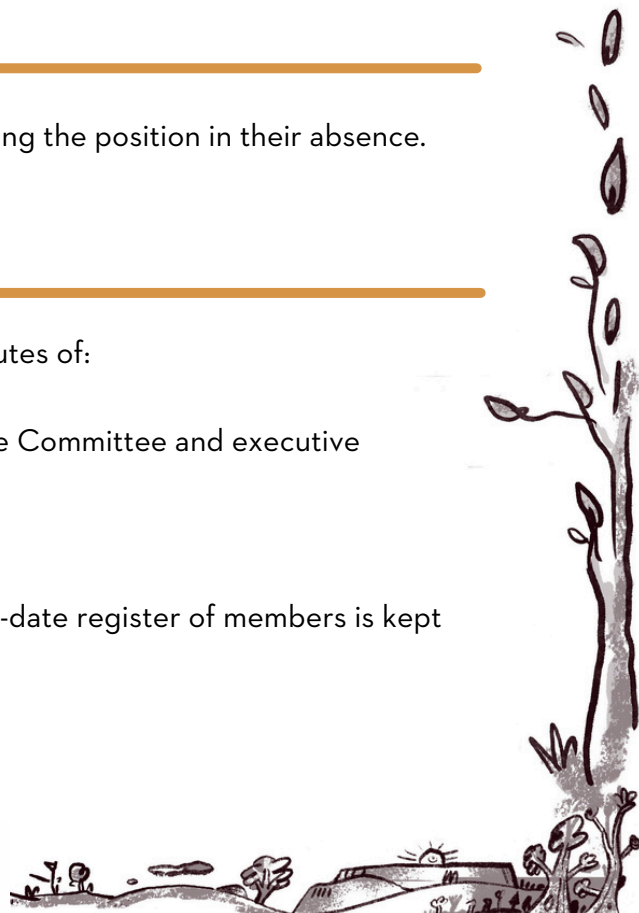 ng the position in their absence.
utes of:
e Committee and executive
-date register of members is kept